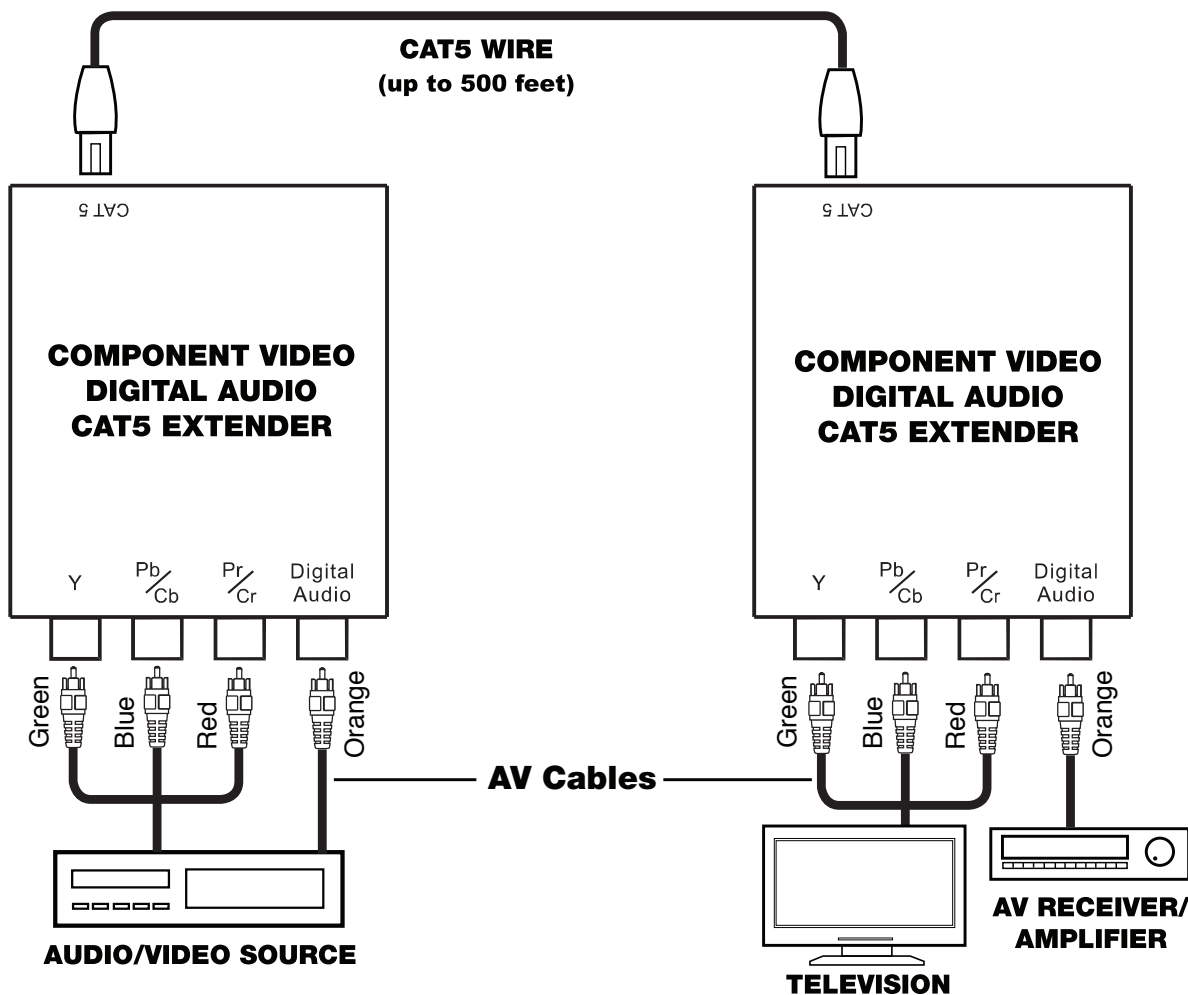 CAT5 WIRE
(up to 500 feet)
CAT 5
COMPONENT VIDEO
DIGITAL AUDIO
CAT5 EXTENDER
Y
Pb/Cb
Pr/Cr
Digital
Audio
Green
Blue
Red
Orange
CAT 5
COMPONENT VIDEO
DIGITAL AUDIO
CAT5 EXTENDER
Y
Pb/Cb
Pr/Cr
Digital
Audio
Green
Blue
Red
Orange
AV Cables
AUDIO/VIDEO SOURCE
TELEVISION
AV RECEIVER/
AMPLIFIER